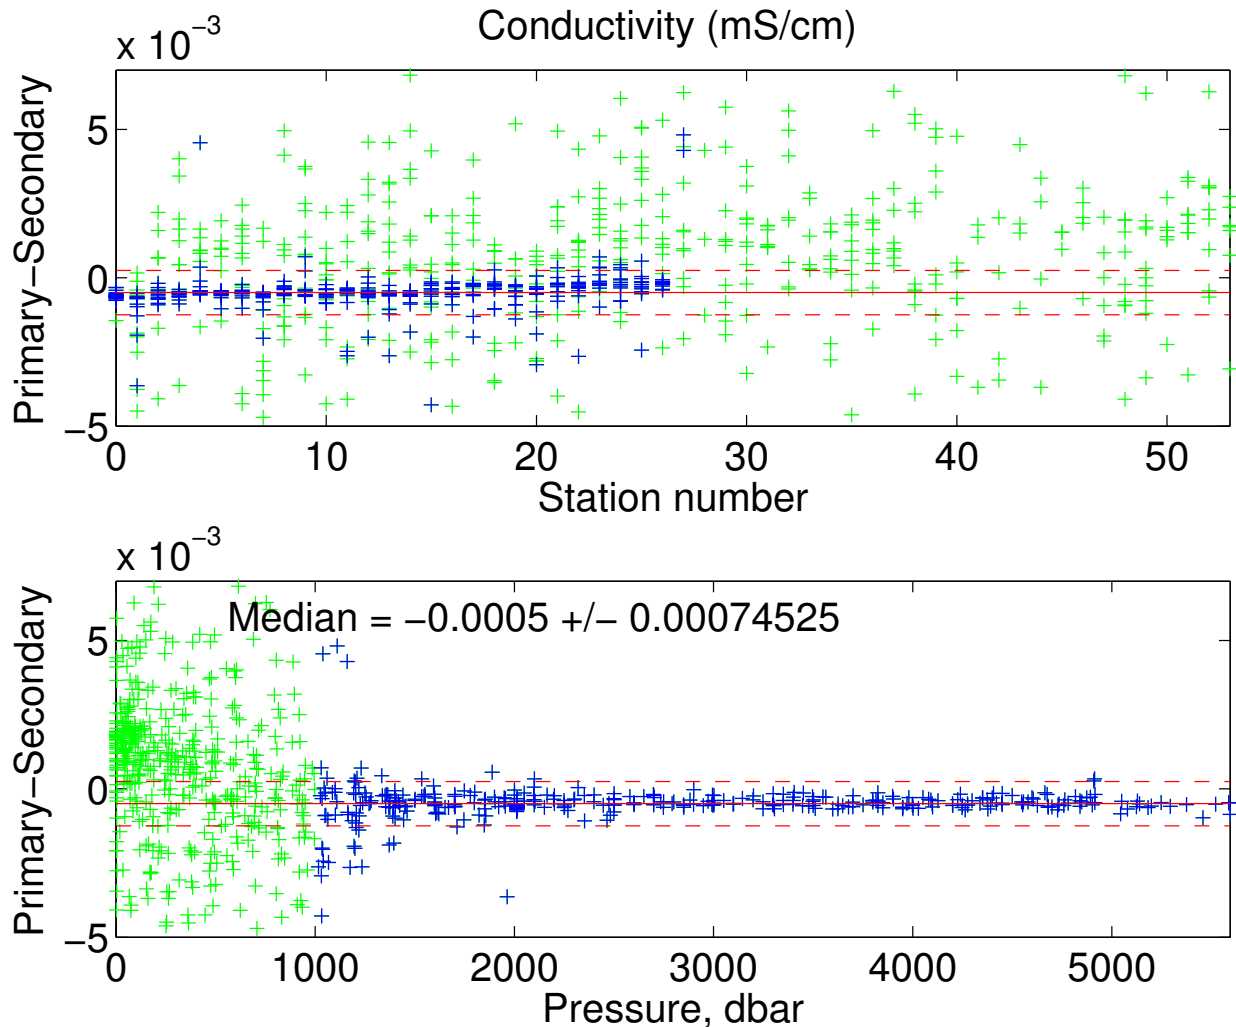 Conductivity (mS/cm)
x 10⁻³
Primary−Secondary
5
0
−5
0 10 20 30 40 50
Station number
x 10⁻³
Primary−Secondary
Median = −0.0005 +/− 0.00074525
5
0
−5
0 1000 2000 3000 4000 5000
Pressure, dbar